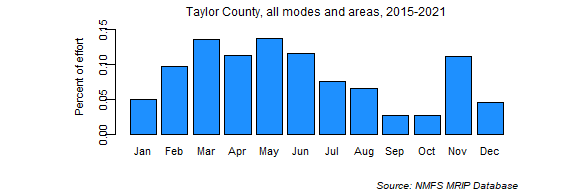 Taylor County, all modes and areas, 2015-2021
Percent of effort
0.15
0.10
0.05
0.00
Jan Feb Mar Apr May Jun Jul Aug Sep Oct Nov Dec
Source: NMFS MRIP Database